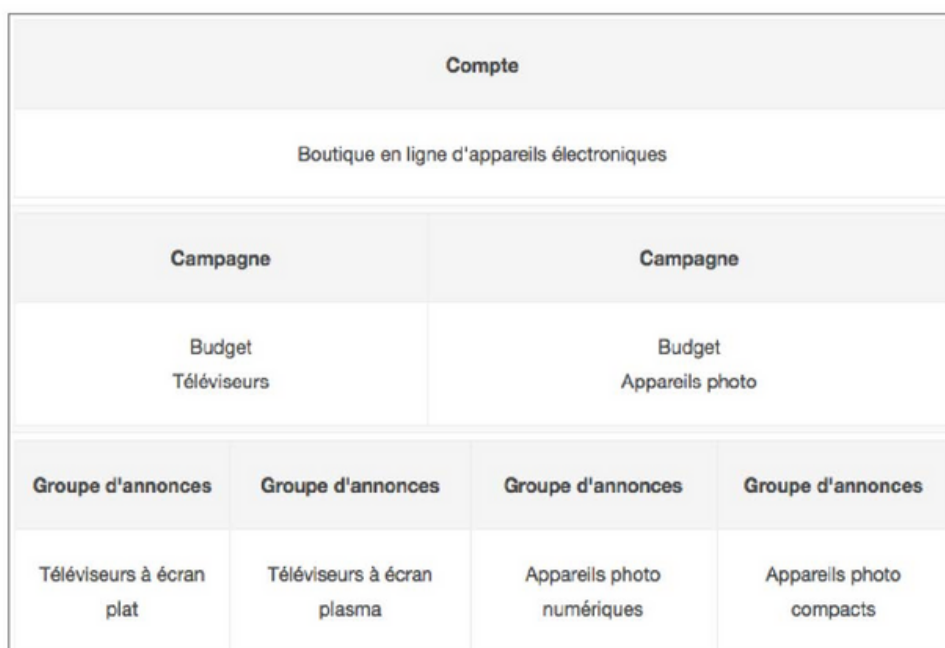 Compte
Boutique en ligne d'appareils électroniques
Campagne
Campagne
Budget
Téléviseurs
Budget
Appareils photo
Groupe d'annonces
Groupe d'annonces
Groupe d'annonces
Groupe d'annonces
Téléviseurs à écran
plat
Téléviseurs à écran
plasma
Appareils photo
numériques
Appareils photo
compacts